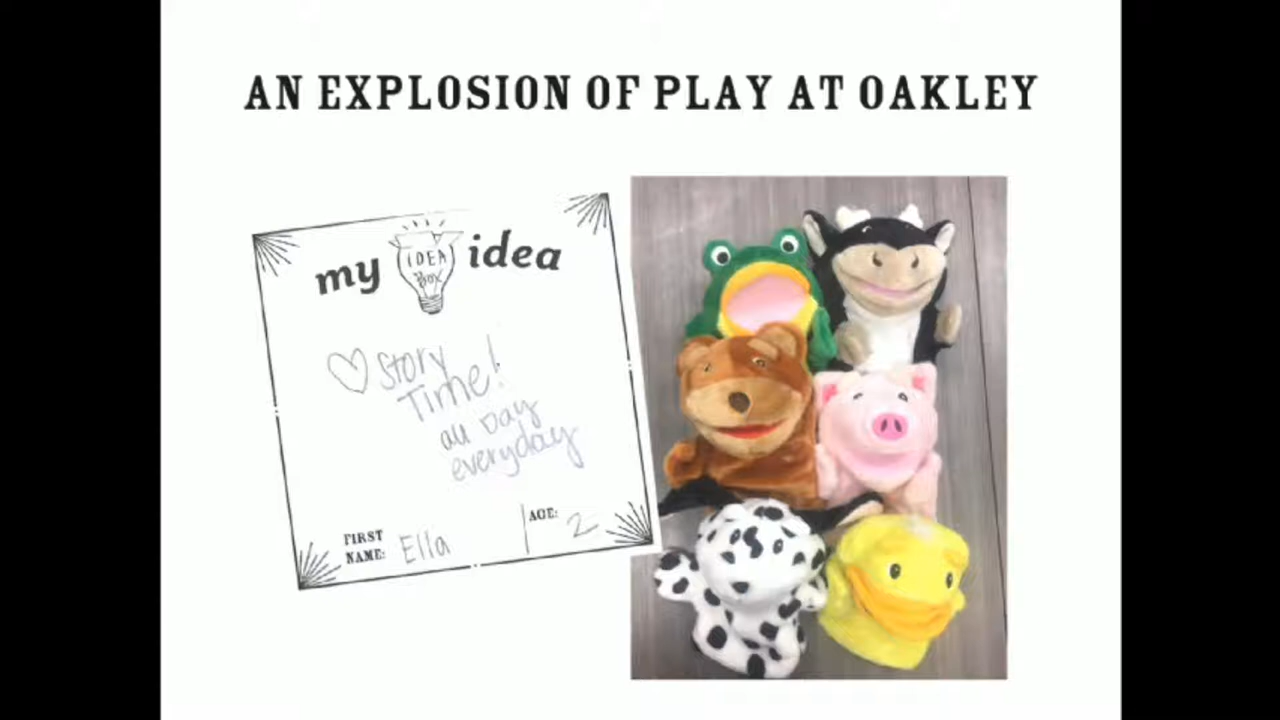 AN EXPLOSION OF PLAY AT OAKLEY
my IDEA BOX idea
♡ Story
Time!
all Day
everyday
FIRST NAME: Ella
AGE: 2